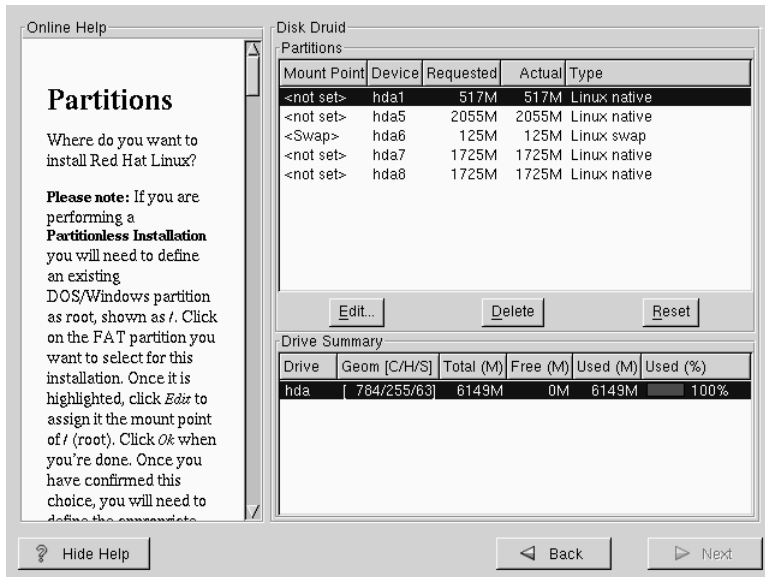 Online Help
Partitions
Where do you want to
install Red Hat Linux?
Please note: If you are
performing a
Partitionless Installation
you will need to define
an existing
DOS/Windows partition
as root, shown as /. Click
on the FAT partition you
want to select for this
installation. Once it is
highlighted, click Edit to
assign it the mount point
of / (root). Click Ok when
you're done. Once you
have confirmed this
choice, you will need to
define the appropriate
Disk Druid
Partitions
Mount Point Device Requested Actual Type
<not set> hda1 517M 517M Linux native
<not set> hda5 2055M 2055M Linux native
<Swap> hda6 125M 125M Linux swap
<not set> hda7 1725M 1725M Linux native
<not set> hda8 1725M 1725M Linux native
Edit... Delete Reset
Drive Summary
Drive Geom [C/H/S] Total (M) Free (M) Used (M) Used (%)
hda [ 784/255/63] 6149M 0M 6149M 100%
Hide Help Back Next